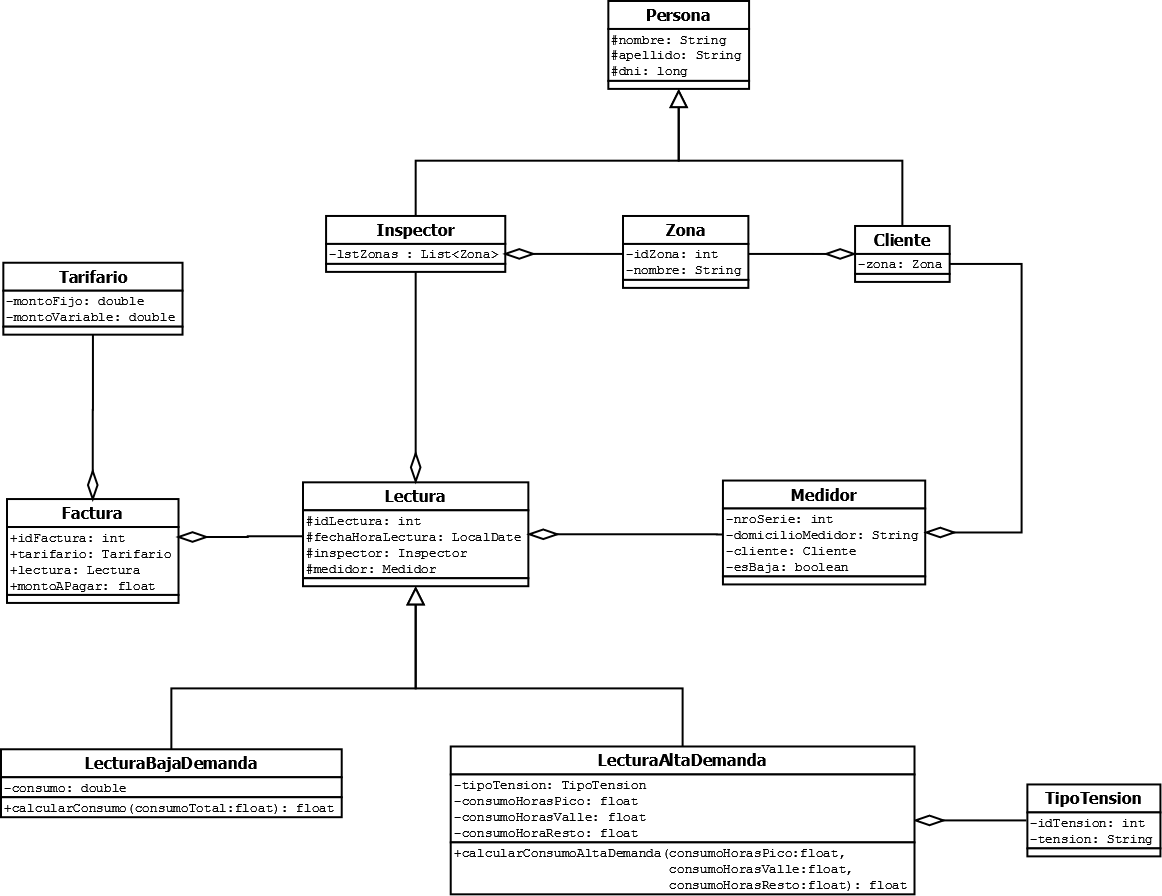 Persona
#nombre: String
#apellido: String
#dni: long
Inspector
-lstZonas : List<Zona>
Zona
-idZona: int
-nombre: String
Cliente
-zona: Zona
Tarifario
-montoFijo: double
-montoVariable: double
Factura
+idFactura: int
+tarifario: Tarifario
+lectura: Lectura
+montoAPagar: float
Lectura
#idLectura: int
#fechaHoraLectura: LocalDate
#inspector: Inspector
#medidor: Medidor
Medidor
-nroSerie: int
-domicilioMedidor: String
-cliente: Cliente
-esBaja: boolean
LecturaBajaDemanda
-consumo: double
+calcularConsumo(consumoTotal:float): float
LecturaAltaDemanda
-tipoTension: TipoTension
-consumoHorasPico: float
-consumoHorasValle: float
-consumoHoraResto: float
+calcularConsumoAltaDemanda(consumoHorasPico:float,
consumoHorasValle:float,
consumoHorasResto:float): float
TipoTension
-idTension: int
-tension: String